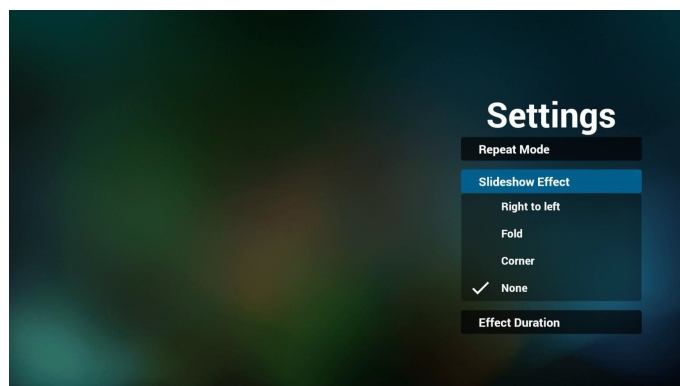 Settings
Repeat Mode
Slideshow Effect
Right to left
Fold
Corner
None
Effect Duration